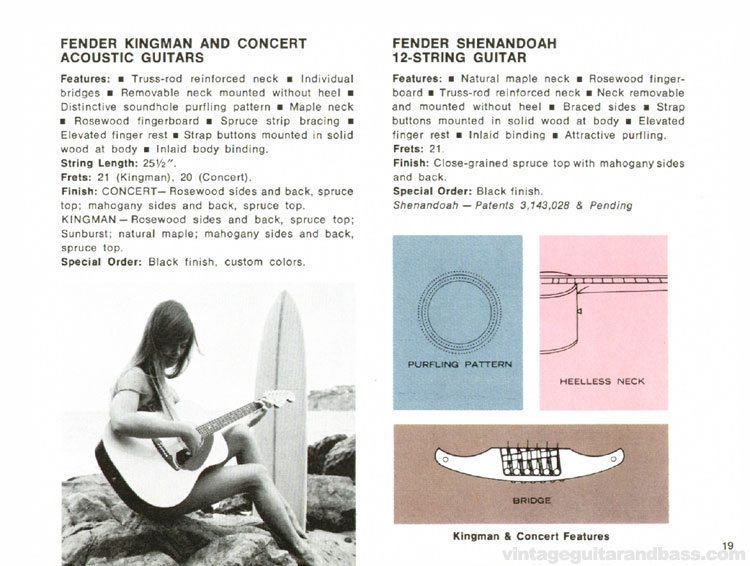 FENDER KINGMAN AND CONCERT
ACOUSTIC GUITARS
Features: ■ Truss-rod reinforced neck ■ Individual
bridges ■ Removable neck mounted without heel ■
Distinctive soundhole purfling pattern ■ Maple neck
■ Rosewood fingerboard ■ Spruce strip bracing ■
Elevated finger rest ■ Strap buttons mounted in solid
wood at body ■ Inlaid body binding.
String Length: 25½".
Frets: 21 (Kingman), 20 (Concert).
Finish: CONCERT— Rosewood sides and back, spruce
top; mahogany sides and back, spruce top.
KINGMAN — Rosewood sides and back, spruce top;
Sunburst; natural maple; mahogany sides and back,
spruce top.
Special Order: Black finish, custom colors.
FENDER SHENANDOAH
12-STRING GUITAR
Features: ■ Natural maple neck ■ Rosewood finger-
board ■ Truss-rod reinforced neck ■ Neck removable
and mounted without heel ■ Braced sides ■ Strap
buttons mounted in solid wood at body ■ Elevated
finger rest ■ Inlaid binding ■ Attractive purfling.
Frets: 21.
Finish: Close-grained spruce top with mahogany sides
and back.
Special Order: Black finish.
Shenandoah — Patents 3,143,028 & Pending
PURFLING PATTERN
HEELLESS NECK
BRIDGE
Kingman & Concert Features
19
vintageguitarandbass.com